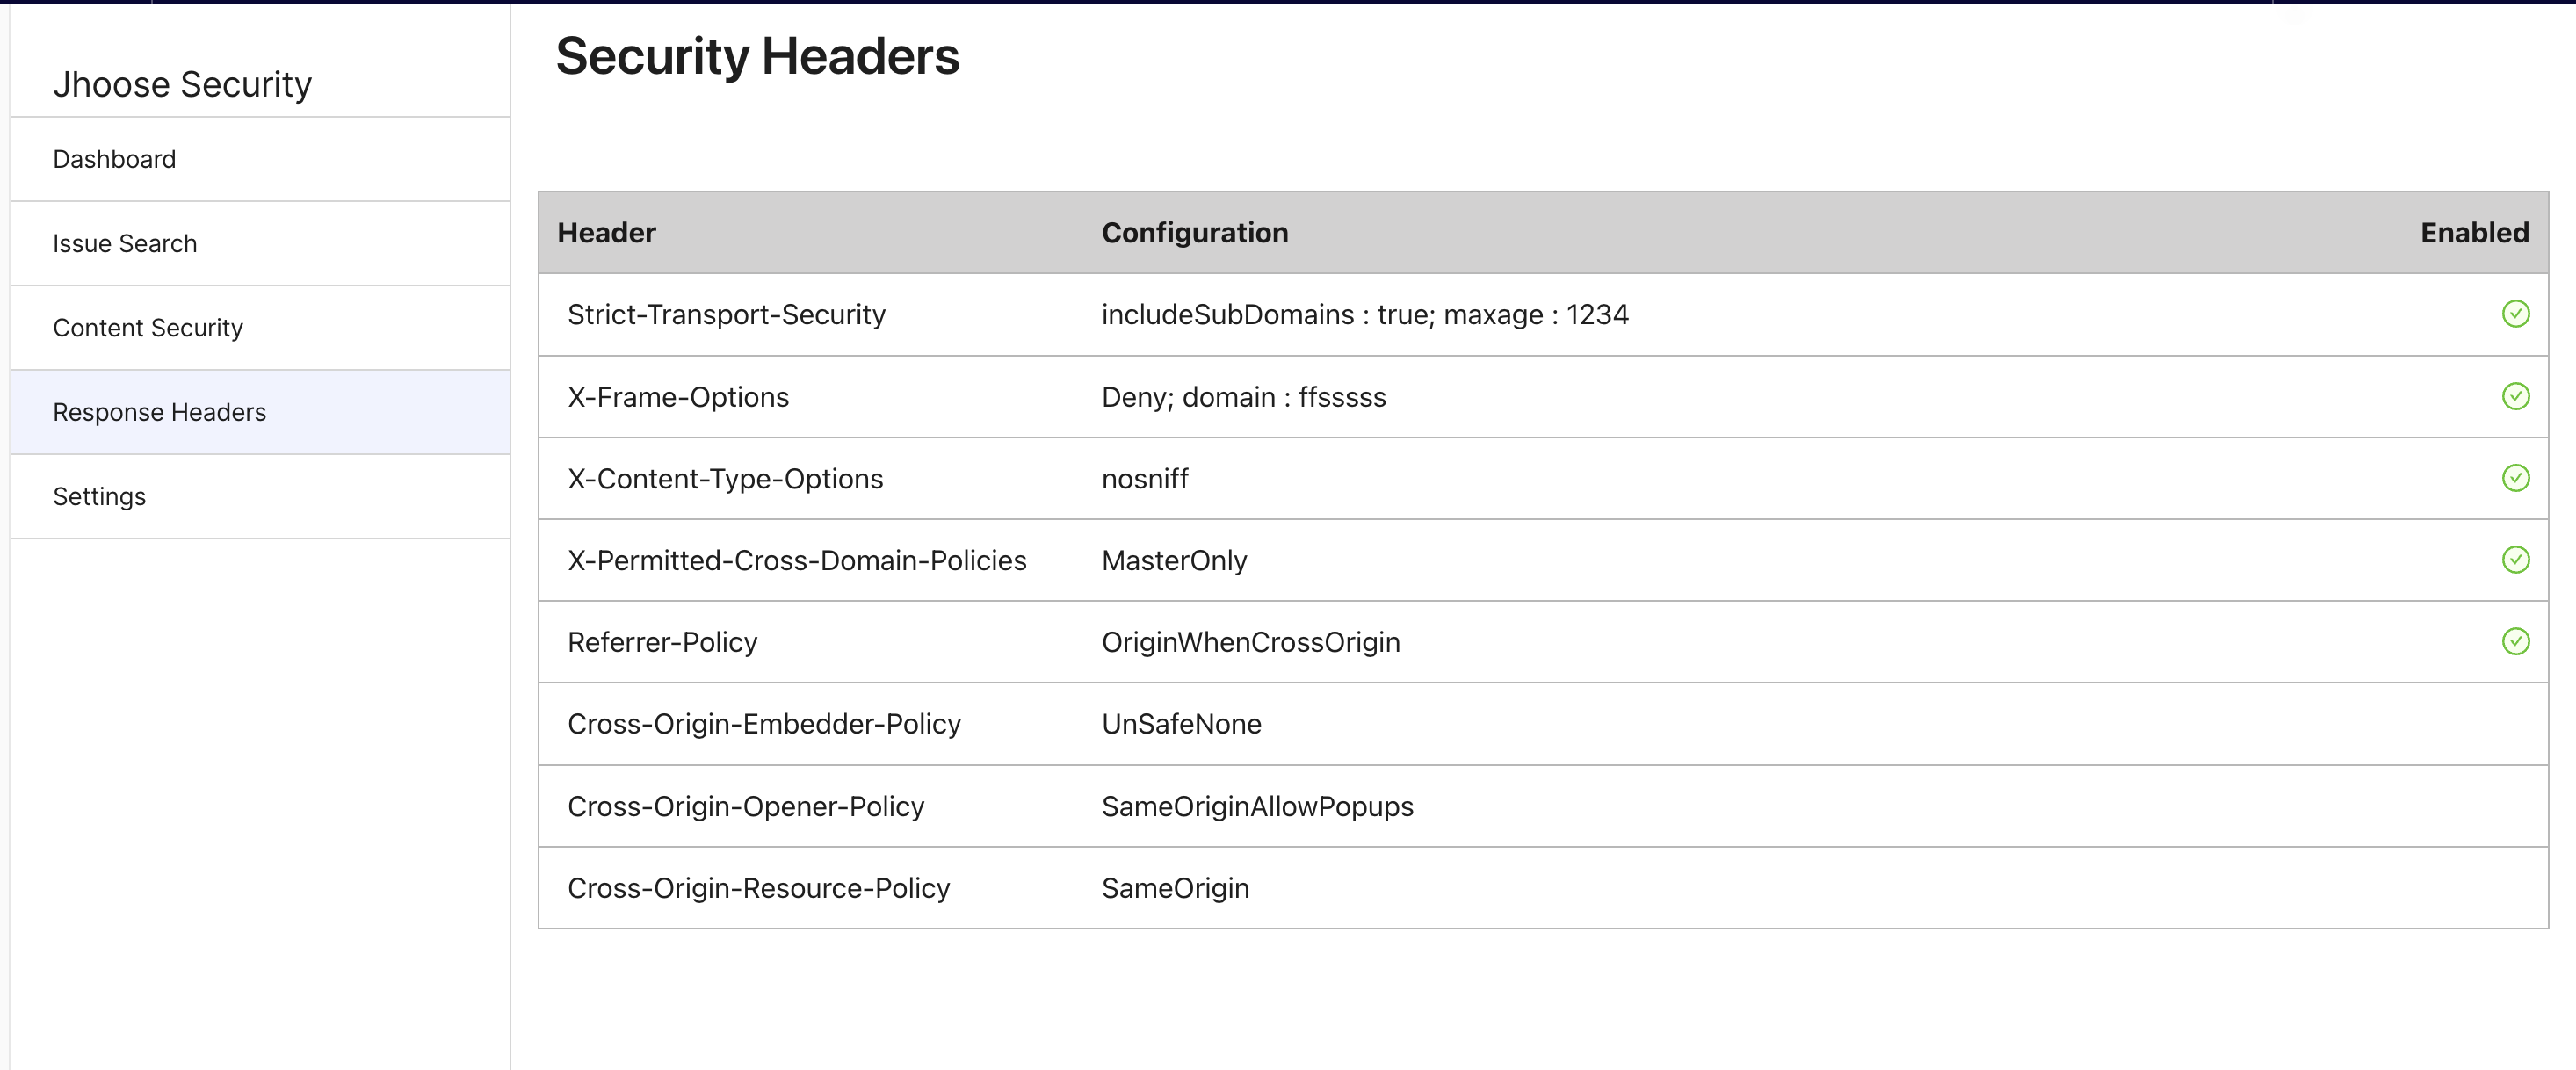 Jhoose Security
Dashboard
Issue Search
Content Security
Response Headers
Settings
Security Headers
Header Configuration Enabled
Strict-Transport-Security includeSubDomains : true; maxage : 1234
X-Frame-Options Deny; domain : ffsssss
X-Content-Type-Options nosniff
X-Permitted-Cross-Domain-Policies MasterOnly
Referrer-Policy OriginWhenCrossOrigin
Cross-Origin-Embedder-Policy UnSafeNone
Cross-Origin-Opener-Policy SameOriginAllowPopups
Cross-Origin-Resource-Policy SameOrigin